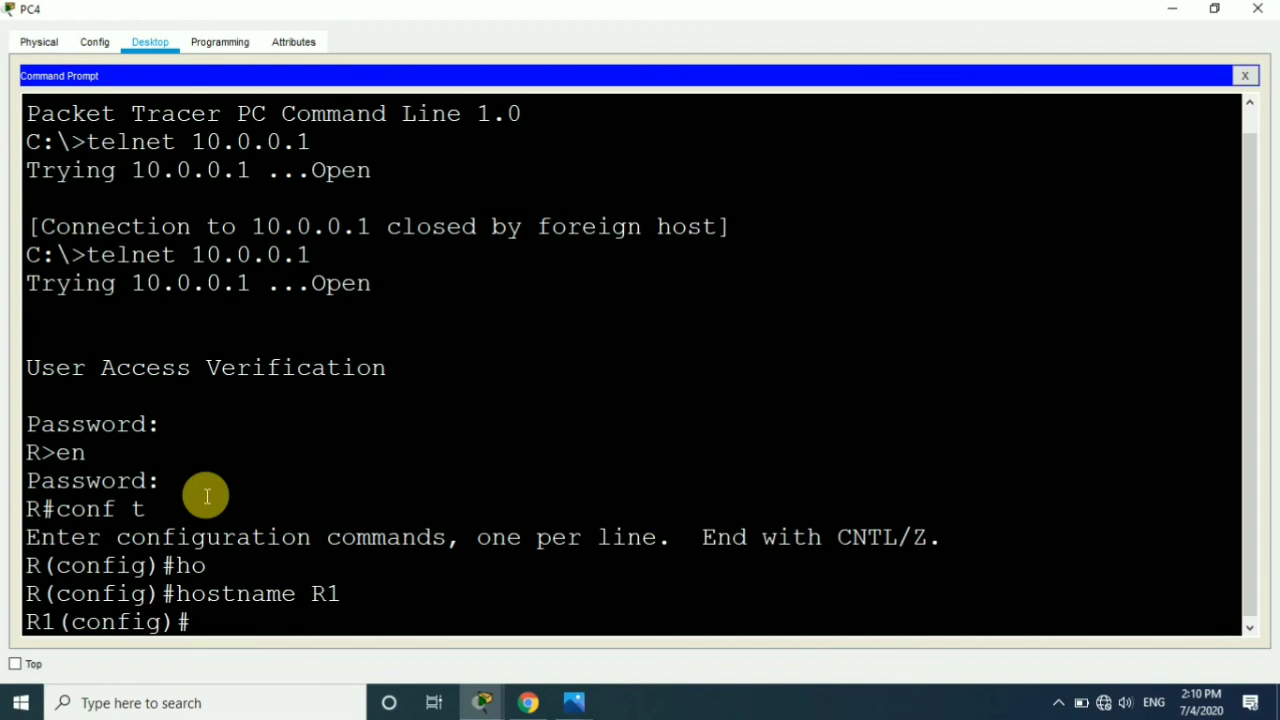 PC4
Physical Config Desktop Programming Attributes
Command Prompt X
Packet Tracer PC Command Line 1.0
C:\>telnet 10.0.0.1
Trying 10.0.0.1 ...Open
[Connection to 10.0.0.1 closed by foreign host]
C:\>telnet 10.0.0.1
Trying 10.0.0.1 ...Open
User Access Verification
Password:
R>en
Password:
R#conf t
Enter configuration commands, one per line.  End with CNTL/Z.
R(config)#ho
R(config)#hostname R1
R1(config)#
Top
Type here to search
ENG
2:10 PM
7/4/2020